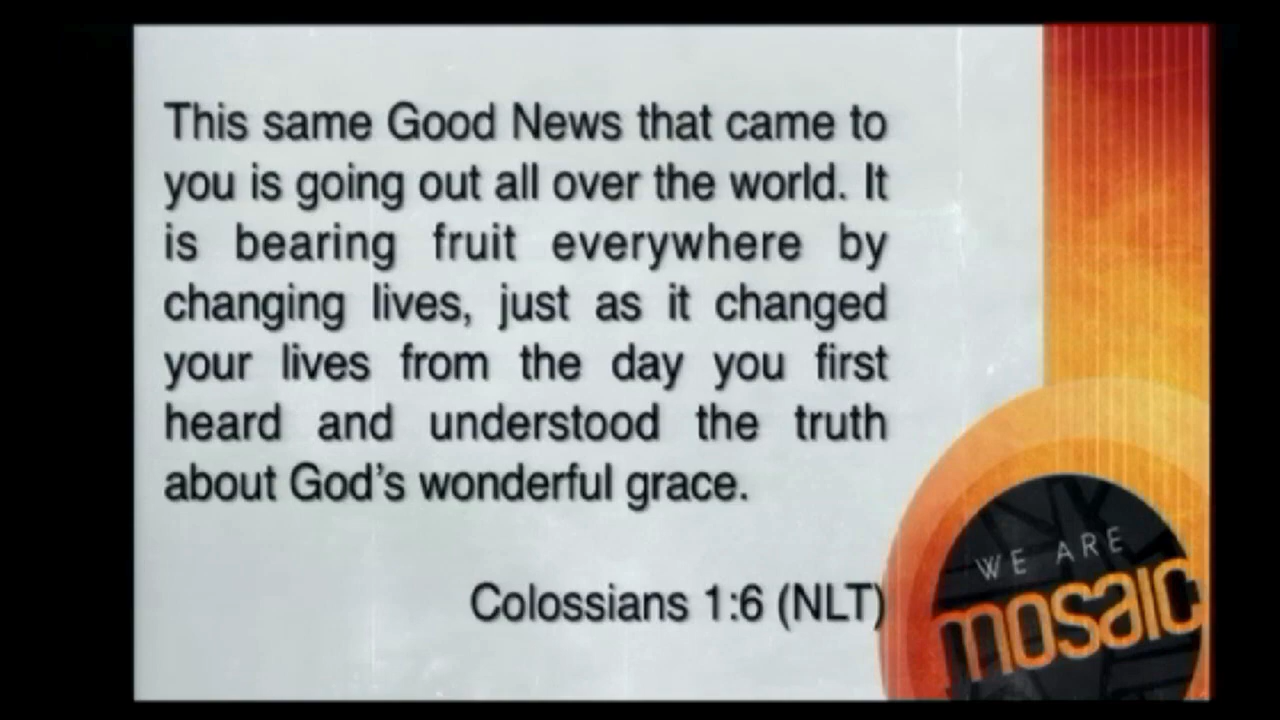 This same Good News that came to
you is going out all over the world. It
is bearing fruit everywhere by
changing lives, just as it changed
your lives from the day you first
heard and understood the truth
about God’s wonderful grace.
Colossians 1:6 (NLT)
WE ARE
mosaic